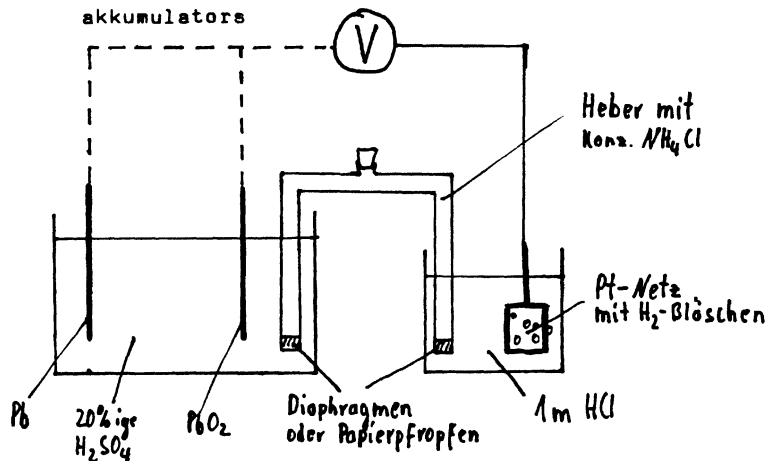 akkumulators
V
Heber mit
Konz. NH₄Cl
Pt-Netz
mit H₂-Bläschen
Pb
20%ige
H₂SO₄
PbO₂
Diaphragmen
oder Papierpfropfen
1m HCl